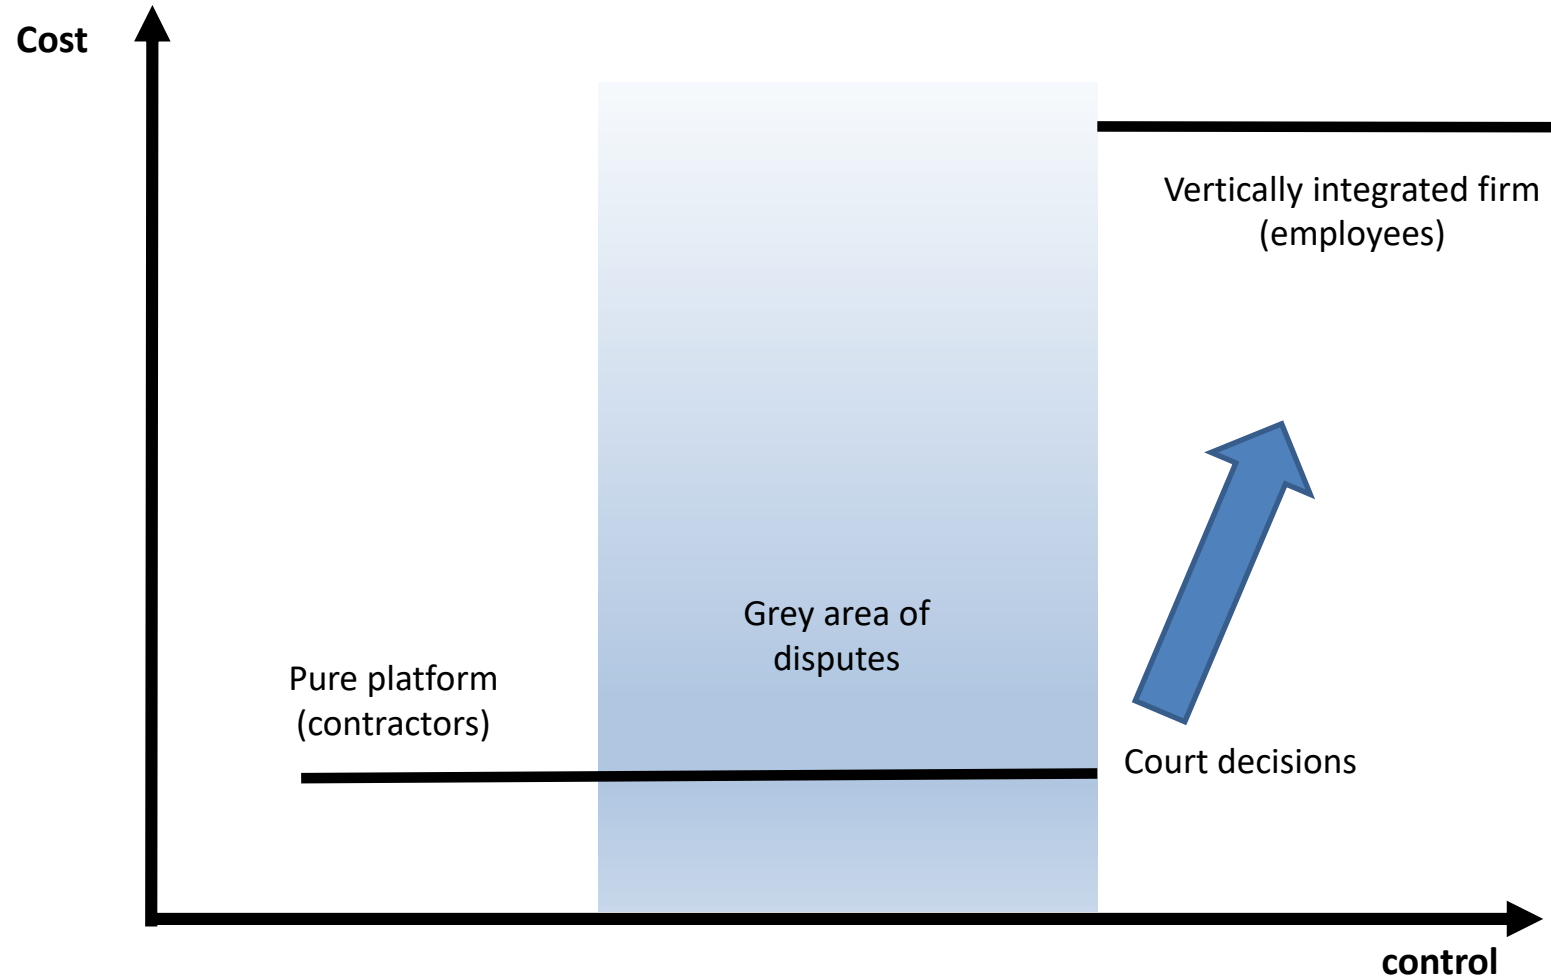 Cost
Vertically integrated firm
(employees)
Grey area of
disputes
Pure platform
(contractors)
Court decisions
control